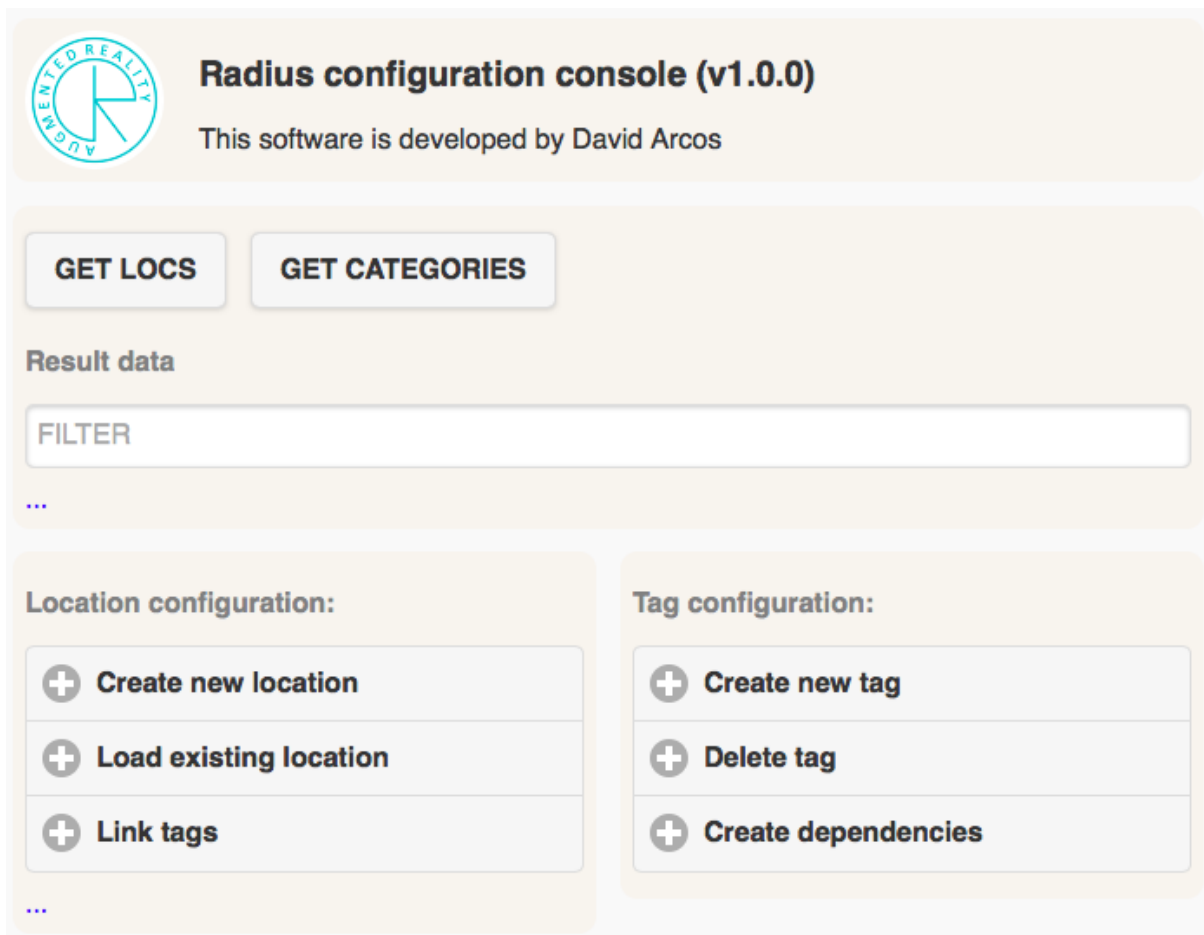 AUGMENTED REALITY
Radius configuration console (v1.0.0)
This software is developed by David Arcos
GET LOCS
GET CATEGORIES
Result data
FILTER
...
Location configuration:
Create new location
Load existing location
Link tags
...
Tag configuration:
Create new tag
Delete tag
Create dependencies